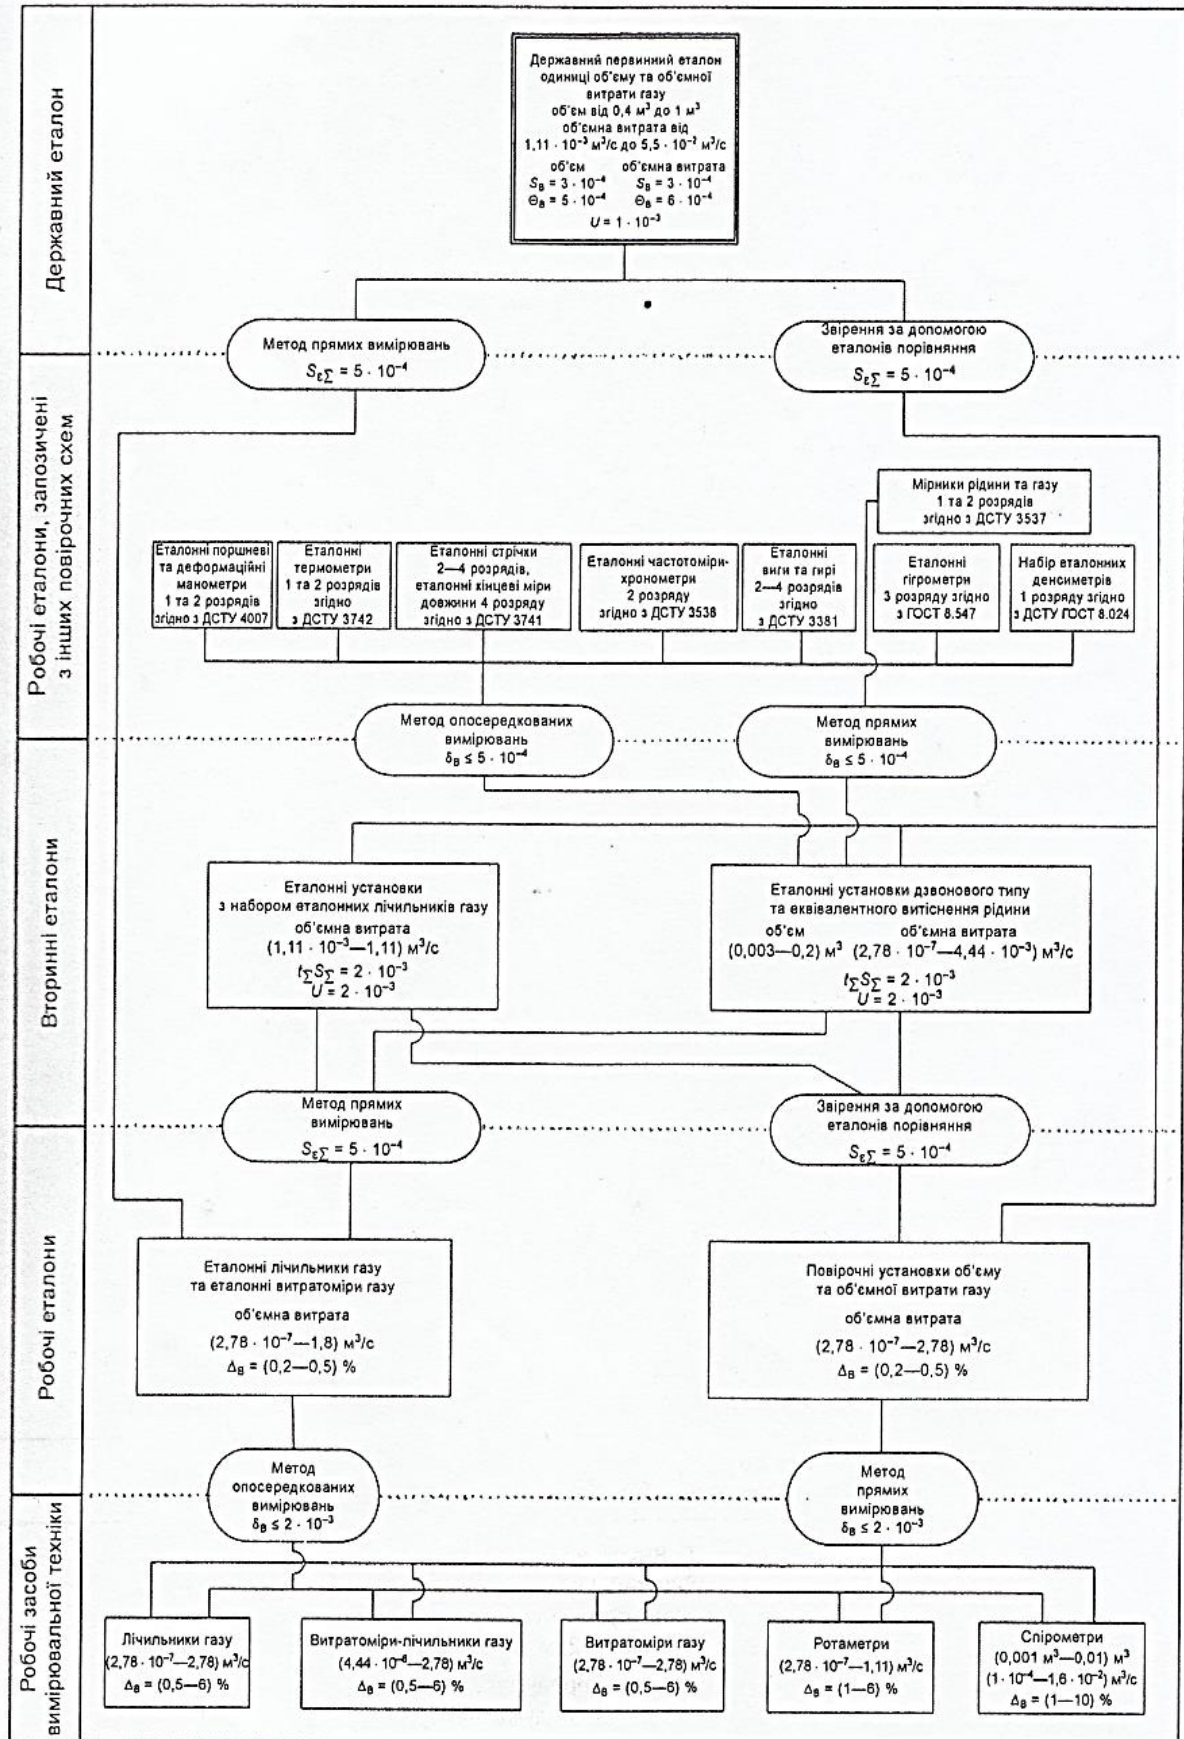 Державний еталон
Державний первинний еталон
одиниці об'єму та об'ємної
витрати газу
об'єм від 0,4 м³ до 1 м³
об'ємна витрата від
1,11 · 10⁻³ м³/с до 5,5 · 10⁻² м³/с
об'єм об'ємна витрата
S_В = 3 · 10⁻⁴ S_В = 3 · 10⁻⁴
Θ_В = 5 · 10⁻⁴ Θ_В = 6 · 10⁻⁴
U = 1 · 10⁻³
Метод прямих вимірювань
S_εΣ = 5 · 10⁻⁴
Звірення за допомогою
еталонів порівняння
S_εΣ = 5 · 10⁻⁴
Робочі еталони, запозичені
з інших повірочних схем
Мірники рідини та газу
1 та 2 розрядів
згідно з ДСТУ 3537
Еталонні поршневі
та деформаційні
манометри
1 та 2 розрядів
згідно з ДСТУ 4007
Еталонні
термометри
1 та 2 розрядів
згідно
з ДСТУ 3742
Еталонні стрічки
2—4 розрядів,
еталонні кінцеві міри
довжини 4 розряду
згідно з ДСТУ 3741
Еталонні частотоміри-
хронометри
2 розряду
згідно з ДСТУ 3538
Еталонні
ваги та гирі
2—4 розрядів
згідно
з ДСТУ 3381
Еталонні
гігрометри
3 розряду згідно
з ГОСТ 8.547
Набір еталонних
денсиметрів
1 розряду згідно
з ДСТУ ГОСТ 8.024
Метод опосередкованих
вимірювань
δ_В ≤ 5 · 10⁻⁴
Метод прямих
вимірювань
δ_В ≤ 5 · 10⁻⁴
Вторинні еталони
Еталонні установки
з набором еталонних лічильників газу
об'ємна витрата
(1,11 · 10⁻³—1,11) м³/с
t_ΣS_Σ = 2 · 10⁻³
U = 2 · 10⁻³
Еталонні установки дзвонового типу
та еквівалентного витіснення рідини
об'єм об'ємна витрата
(0,003—0,2) м³ (2,78 · 10⁻⁷—4,44 · 10⁻³) м³/с
t_ΣS_Σ = 2 · 10⁻³
U = 2 · 10⁻³
Метод прямих
вимірювань
S_εΣ = 5 · 10⁻⁴
Звірення за допомогою
еталонів порівняння
S_εΣ = 5 · 10⁻⁴
Робочі еталони
Еталонні лічильники газу
та еталонні витратоміри газу
об'ємна витрата
(2,78 · 10⁻⁷—1,8) м³/с
Δ_В = (0,2—0,5) %
Повірочні установки об'єму
та об'ємної витрати газу
об'ємна витрата
(2,78 · 10⁻⁷—2,78) м³/с
Δ_В = (0,2—0,5) %
Метод
опосередкованих
вимірювань
δ_В ≤ 2 · 10⁻³
Метод
прямих
вимірювань
δ_В ≤ 2 · 10⁻³
Робочі засоби
вимірювальної техніки
Лічильники газу
(2,78 · 10⁻⁷—2,78) м³/с
Δ_В = (0,5—6) %
Витратоміри-лічильники газу
(4,44 · 10⁻⁶—2,78) м³/с
Δ_В = (0,5—6) %
Витратоміри газу
(2,78 · 10⁻⁷—2,78) м³/с
Δ_В = (0,5—6) %
Ротаметри
(2,78 · 10⁻⁷—1,11) м³/с
Δ_В = (1—6) %
Спірометри
(0,001 м³—0,01) м³
(1 · 10⁻⁴—1,6 · 10⁻²) м³/с
Δ_В = (1—10) %